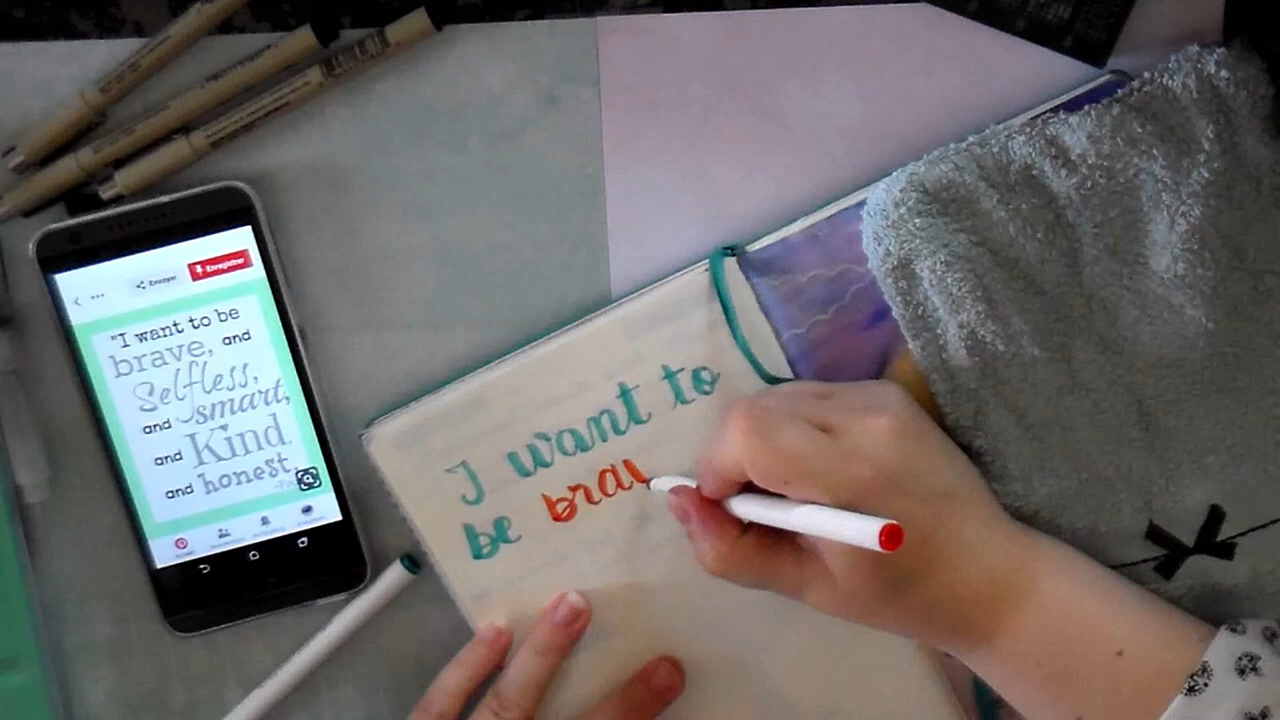 Envoyer
Enregistrer
"I want to be
brave, and
Selfless,
and smart,
and Kind
and honest.
I want to
be brav